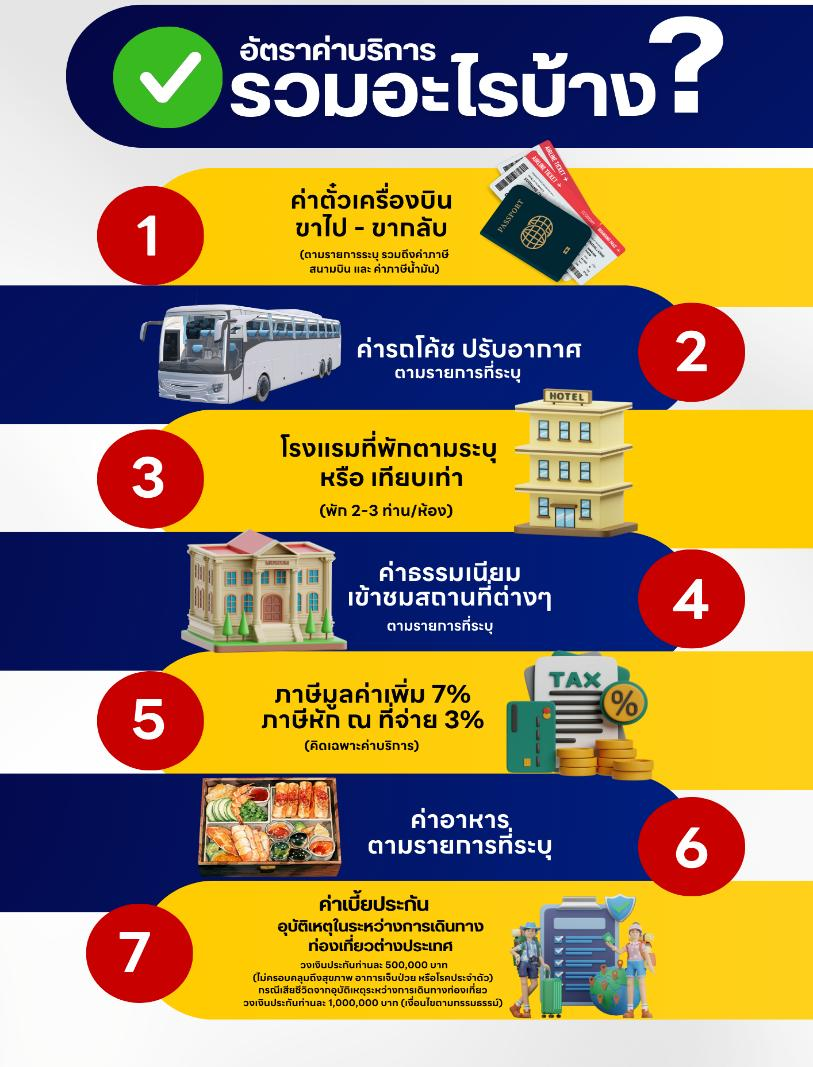 อัตราค่าบริการ
รวมอะไรบ้าง?
1
ค่าตั๋วเครื่องบิน
ขาไป - ขากลับ
(ตามรายการระบุ รวมถึงค่าภาษี
สนามบิน และ ค่าภาษีน้ำมัน)
AIRLINE TICKET
AIRLINE TICKET
PASSPORT
2
ค่ารถโค้ช ปรับอากาศ
ตามรายการที่ระบุ
3
โรงแรมที่พักตามระบุ
หรือ เทียบเท่า
(พัก 2-3 ท่าน/ห้อง)
HOTEL
4
ค่าธรรมเนียม
เข้าชมสถานที่ต่างๆ
ตามรายการที่ระบุ
5
ภาษีมูลค่าเพิ่ม 7%
ภาษีหัก ณ ที่จ่าย 3%
(คิดเฉพาะค่าบริการ)
TAX
%
6
ค่าอาหาร
ตามรายการที่ระบุ
7
ค่าเบี้ยประกัน
อุบัติเหตุในระหว่างการเดินทาง
ท่องเที่ยวต่างประเทศ
วงเงินประกันท่านละ 500,000 บาท
(ไม่ครอบคลุมถึงสุขภาพ อาการเจ็บป่วย หรือโรคประจำตัว)
กรณีเสียชีวิตจากอุบัติเหตุระหว่างการเดินทางท่องเที่ยว
วงเงินประกันท่านละ 1,000,000 บาท (เงื่อนไขตามกรมธรรม์)